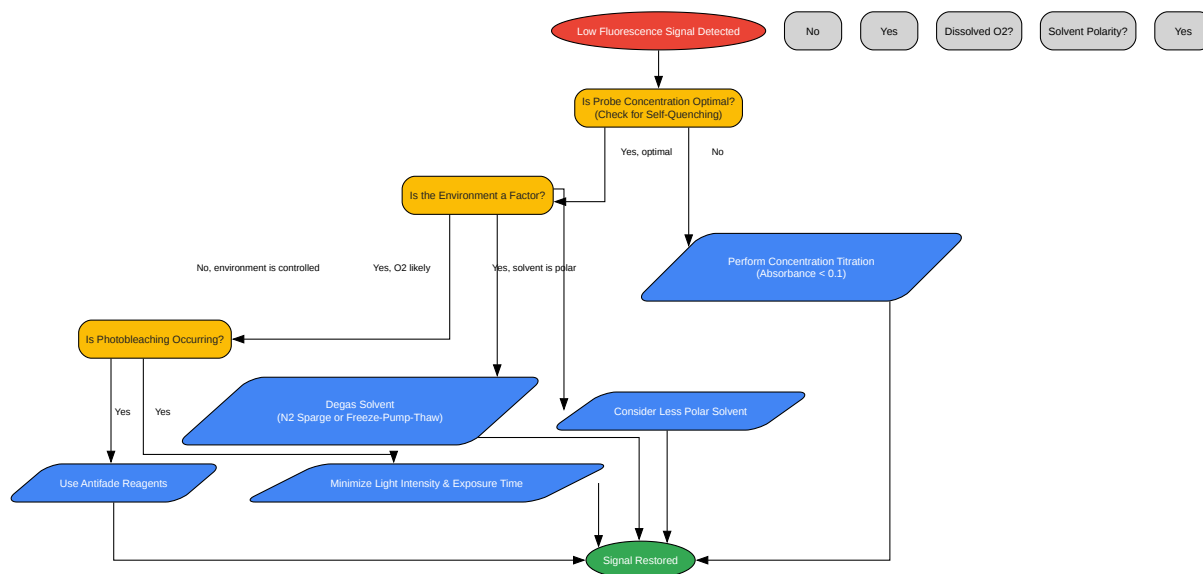 Low Fluorescence Signal Detected
No
Yes
Dissolved O2?
Solvent Polarity?
Yes
Is Probe Concentration Optimal?
(Check for Self-Quenching)
Yes, optimal
No
Is the Environment a Factor?
No, environment is controlled
Yes, O2 likely
Yes, solvent is polar
Perform Concentration Titration
(Absorbance < 0.1)
Is Photobleaching Occurring?
Degas Solvent
(N2 Sparge or Freeze-Pump-Thaw)
Consider Less Polar Solvent
Yes
Yes
Use Antifade Reagents
Minimize Light Intensity & Exposure Time
Signal Restored